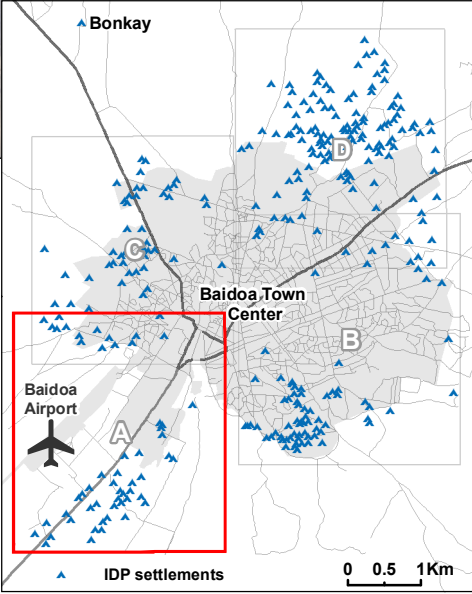 Bonkay
D
C
Baidoa Town
Center
B
Baidoa
Airport
A
IDP settlements
0 0.5 1Km